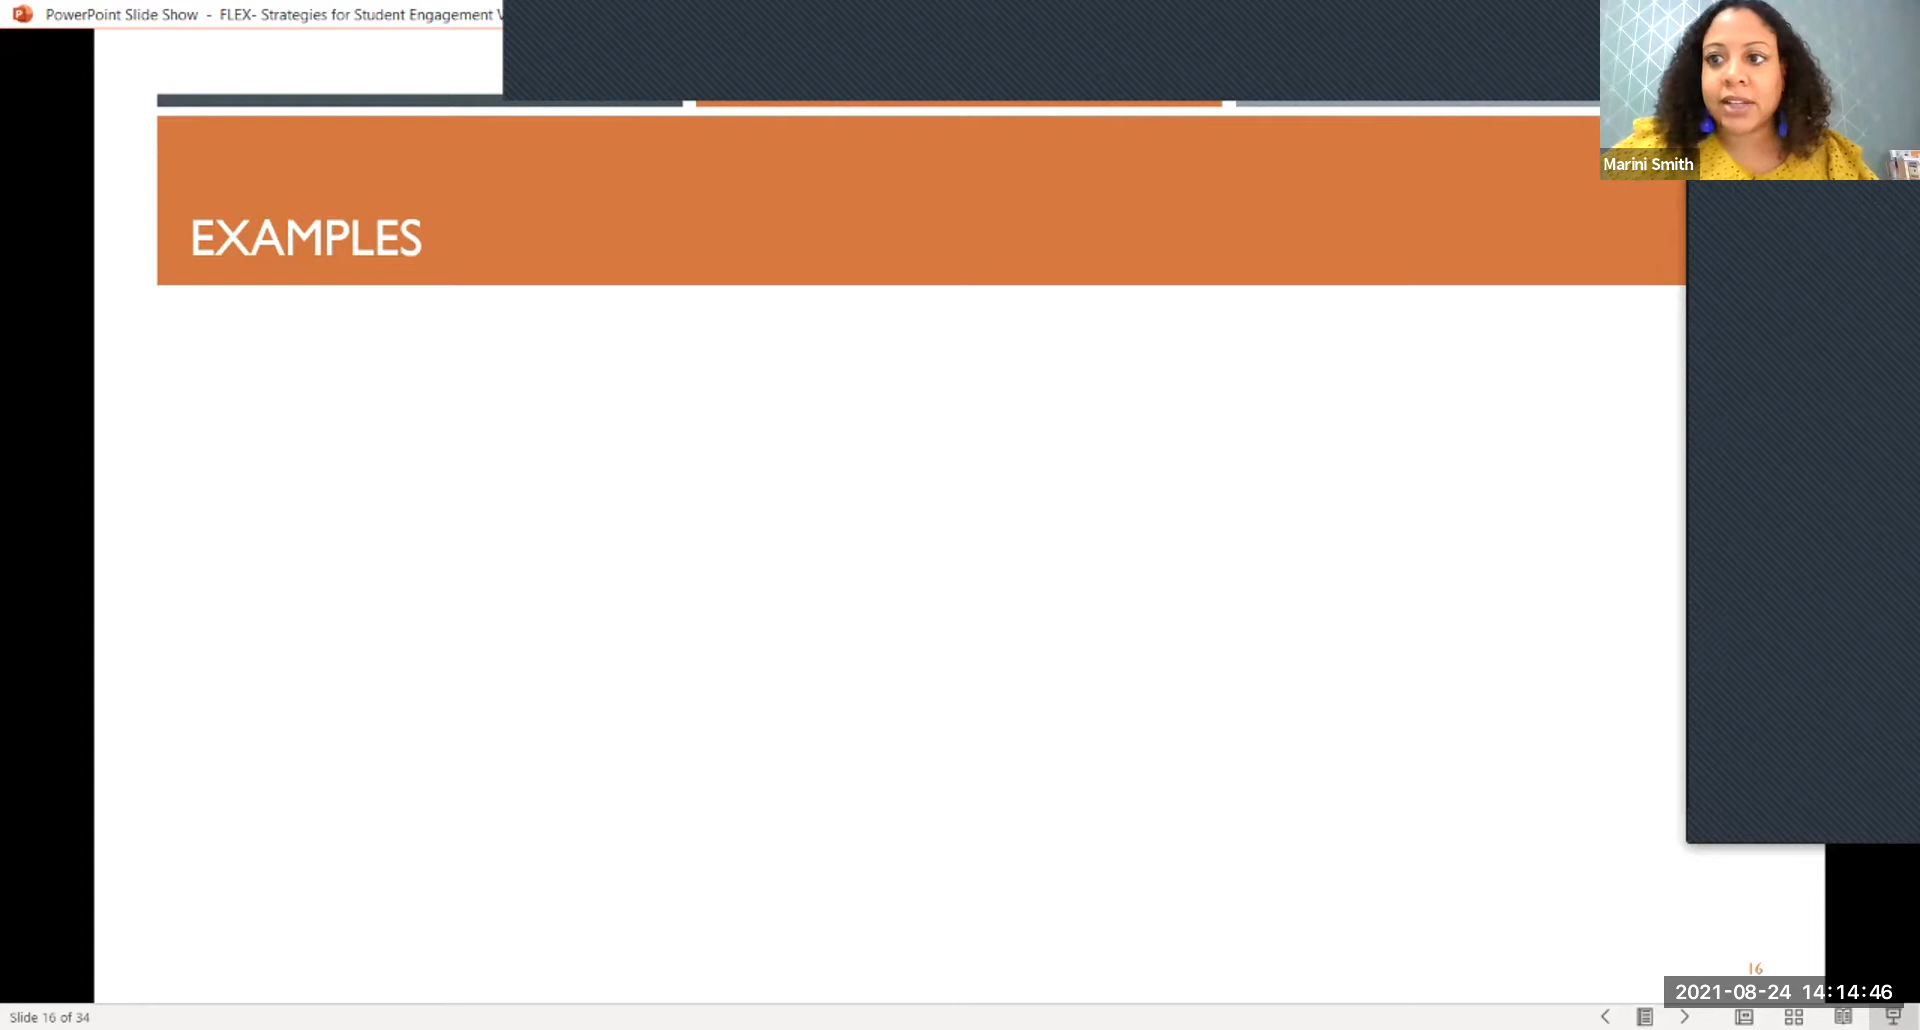 PowerPoint Slide Show - FLEX- Strategies for Student Engagement
Marini Smith
EXAMPLES
16
2021-08-24 14:14:46
Slide 16 of 34